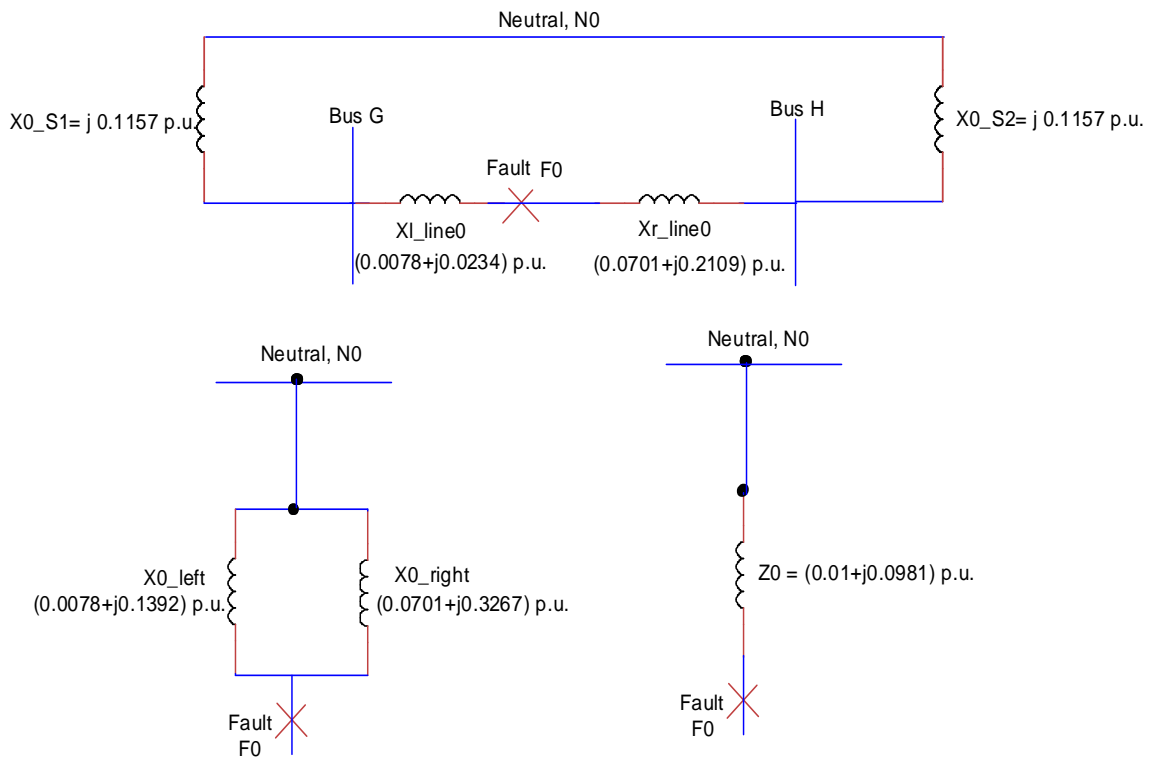 Neutral, N0
X0_S1= j 0.1157 p.u.
Bus G
Bus H
X0_S2= j 0.1157 p.u.
Fault F0
Xl_line0
(0.0078+j0.0234) p.u.
Xr_line0
(0.0701+j0.2109) p.u.
Neutral, N0
X0_left
(0.0078+j0.1392) p.u.
X0_right
(0.0701+j0.3267) p.u.
Fault
F0
Neutral, N0
Z0 = (0.01+j0.0981) p.u.
Fault
F0